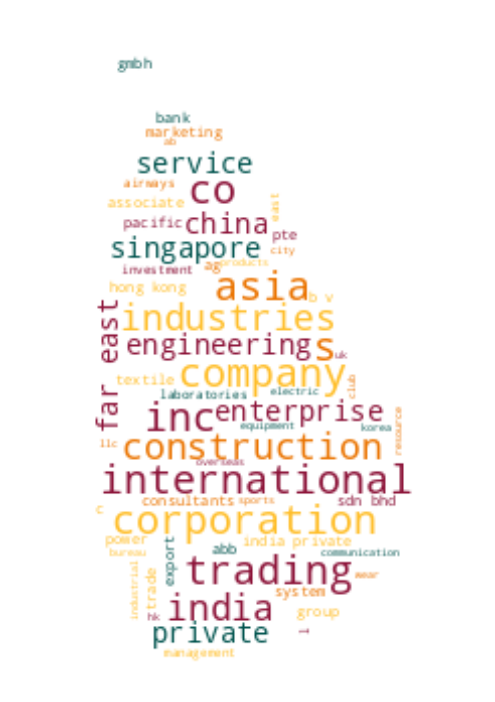 gmbh
bank
marketing
ab
service
airways
co
associate
east
pacific
china
pte
singapore
city
investment
ag
products
hong kong
asia
b v
industries
far east
engineering
s
uk
textile
company
club
laboratories
electric
inc
enterprise
resource
equipment
korea
llc
construction
overseas
international
consultants
sports
sdn bhd
c
corporation
power
india private
bureau
export
abb
communication
industrial
trade
trading
wear
system
hk
india
group
l
private
management